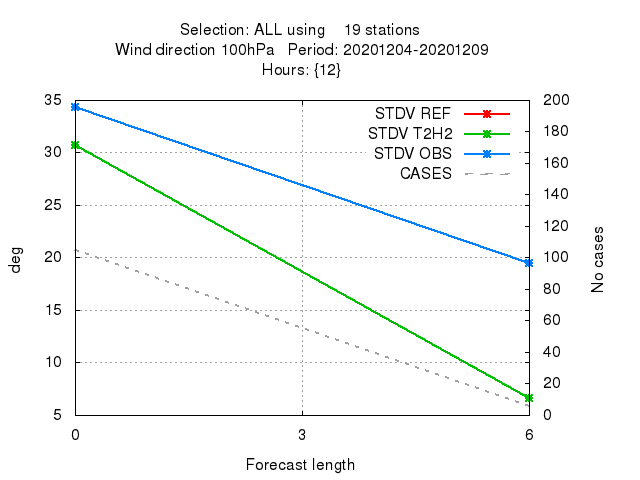 Selection: ALL using    19 stations
Wind direction 100hPa   Period: 20201204-20201209
Hours: {12}
35
30
25
20
15
10
5
deg
200
180
160
140
120
100
80
60
40
20
0
No cases
STDV REF
STDV T2H2
STDV OBS
CASES
0
3
6
Forecast length